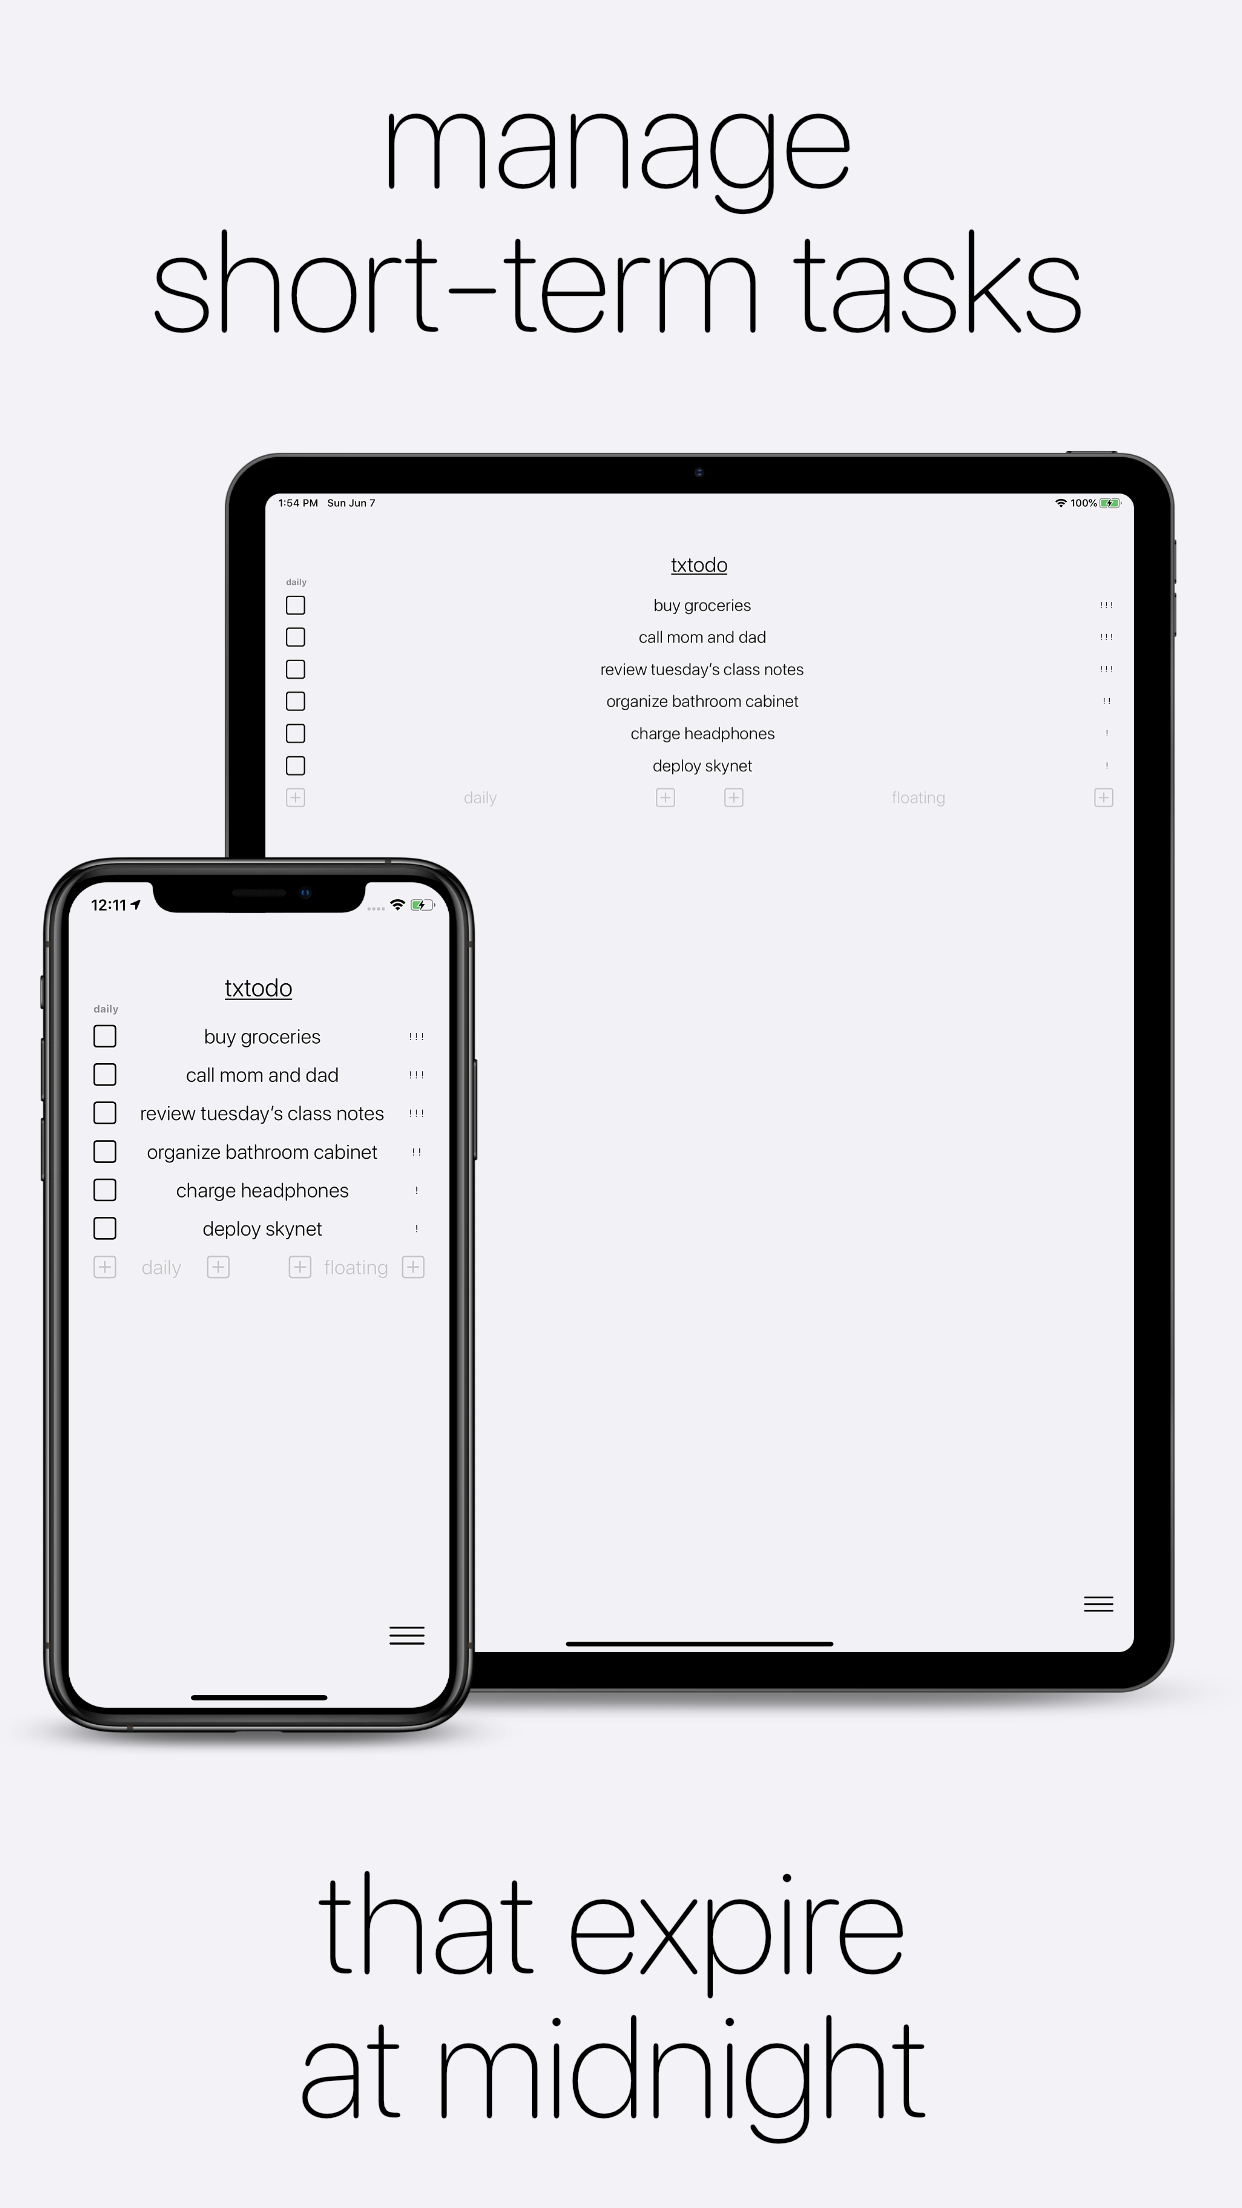 manage
short-term tasks
1:54 PM Sun Jun 7 100%
txtodo
daily
buy groceries !!!
call mom and dad !!!
review tuesday's class notes !!!
organize bathroom cabinet !!
charge headphones !
deploy skynet !
daily floating
12:11
txtodo
daily
buy groceries !!!
call mom and dad !!!
review tuesday's class notes !!!
organize bathroom cabinet !!
charge headphones !
deploy skynet !
daily floating
that expire
at midnight